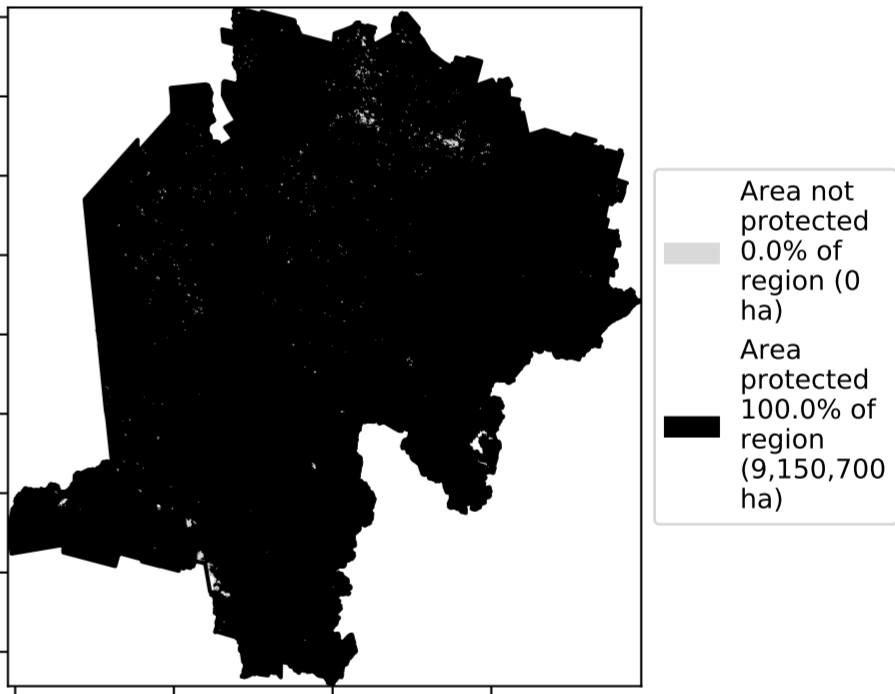 Area not
protected
0.0% of
region (0
ha)
Area
protected
100.0% of
region
(9,150,700
ha)